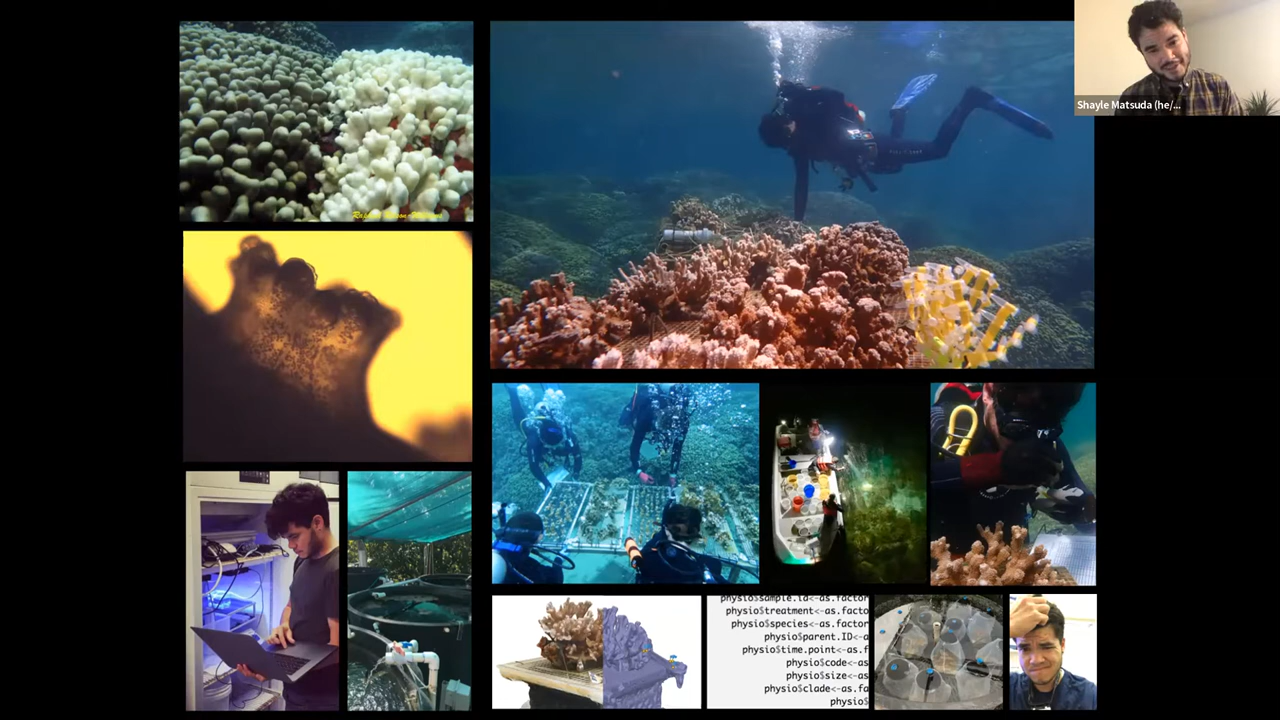 Shayle Matsuda (he/...
physio$sample.id<-as.factor
physio$treatment<-as.facto
physio$species<-as.factor
physio$parent.ID<-a
physio$time.point<-as.f
physio$code<-as
physio$size<-as
physio$clade<-as.fa
physio$